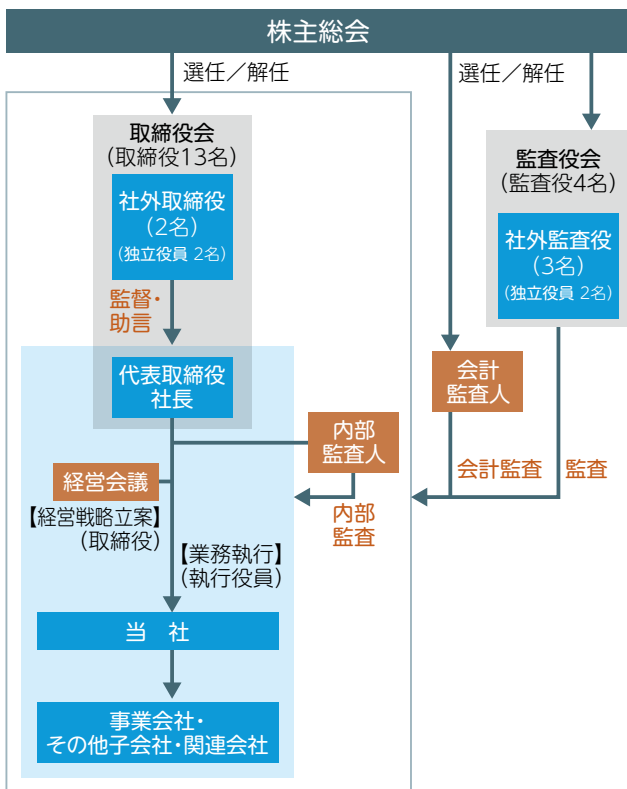 株主総会
選任／解任
選任／解任
取締役会
（取締役13名）
社外取締役
（2名）
（独立役員 2名）
監督・
助言
代表取締役
社長
監査役会
（監査役4名）
社外監査役
（3名）
（独立役員 2名）
会計
監査人
内部
監査人
会計監査
監査
内部
監査
経営会議
【経営戦略立案】
（取締役）
【業務執行】
（執行役員）
当　社
事業会社・
その他子会社・関連会社